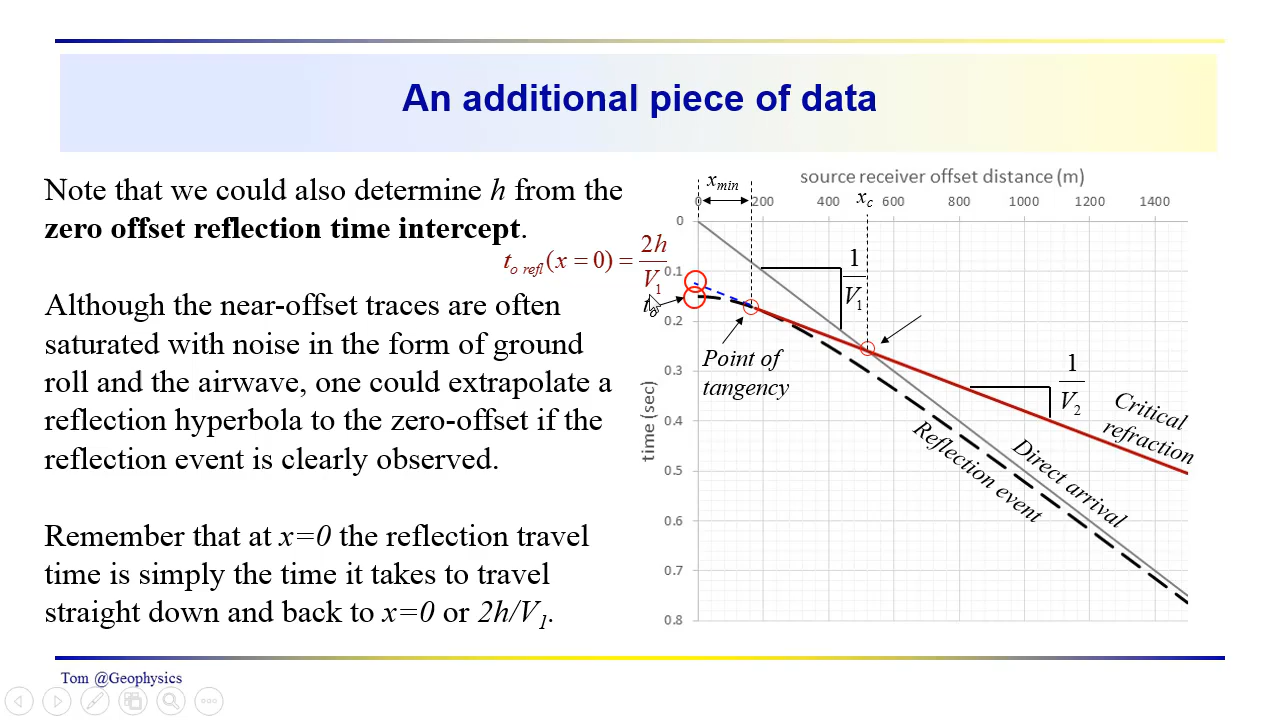 An additional piece of data
Note that we could also determine h from the
zero offset reflection time intercept.
t_o refl(x = 0) = 2h/V_1
Although the near-offset traces are often
saturated with noise in the form of ground
roll and the airwave, one could extrapolate a
reflection hyperbola to the zero-offset if the
reflection event is clearly observed.
Remember that at x=0 the reflection travel
time is simply the time it takes to travel
straight down and back to x=0 or 2h/V_1.
source receiver offset distance (m)
x_min
x_c
0 200 400 600 800 1000 1200 1400
0
0.1
0.2
0.3
0.4
0.5
0.6
0.7
0.8
time (sec)
t_o
1/V_1
Point of
tangency
1/V_2
Critical
refraction
Direct arrival
Reflection event
Tom @Geophysics